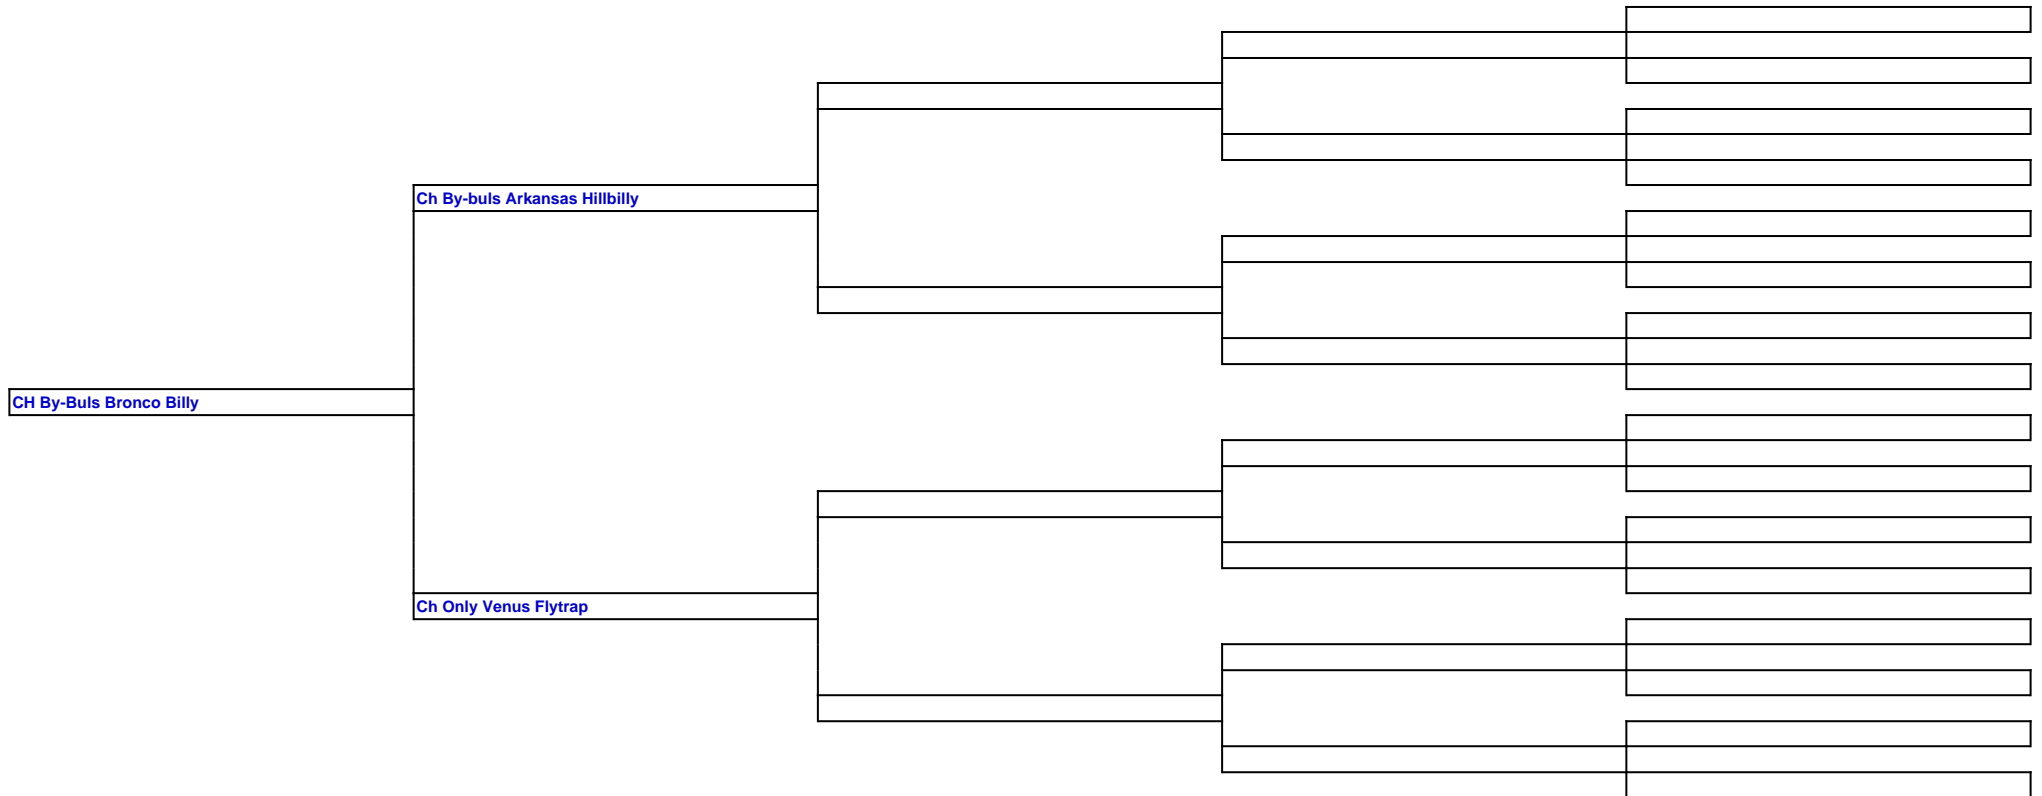 Ch By-buls Arkansas Hillbilly
CH By-Buls Bronco Billy
Ch Only Venus Flytrap